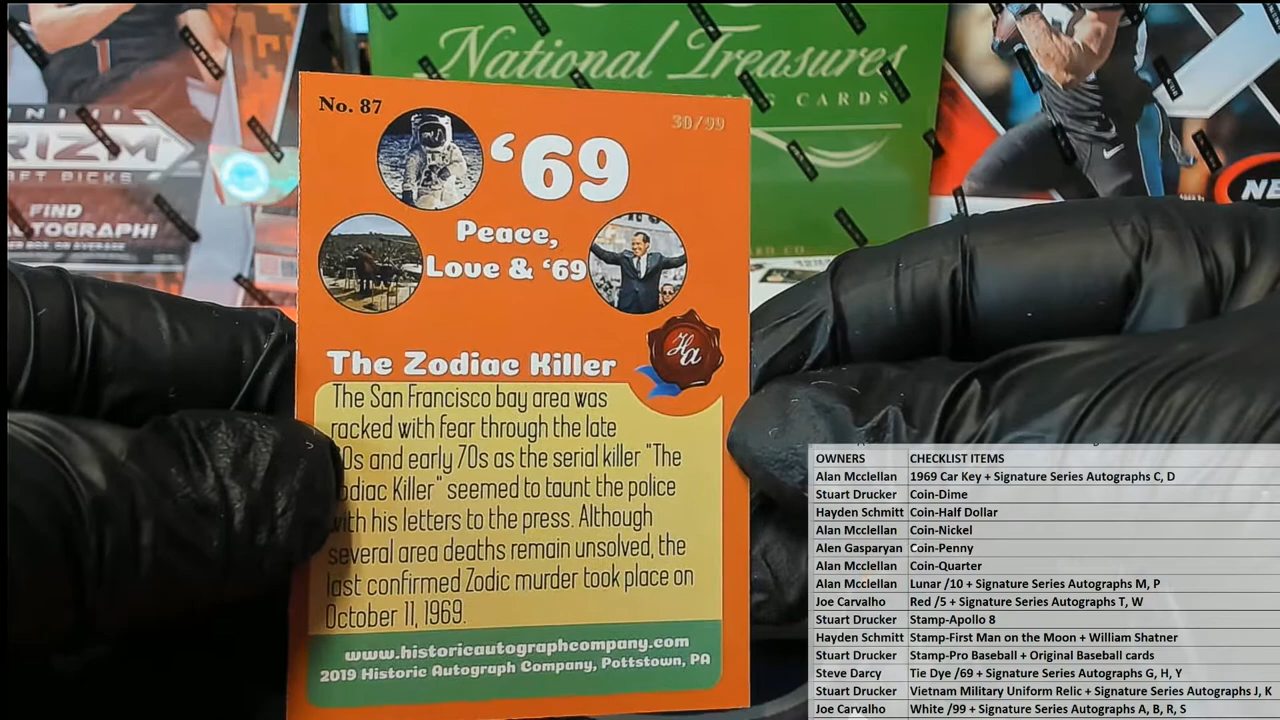 National Treasures
CARDS
PRIZM
DRAFT PICKS
FIND
AUTOGRAPH!
No. 87
30/99
'69
Peace,
Love & '69
The Zodiac Killer
Ha
The San Francisco bay area was
racked with fear through the late
0s and early 70s as the serial killer "The
odiac Killer" seemed to taunt the police
with his letters to the press. Although
several area deaths remain unsolved, the
last confirmed Zodic murder took place on
October 11, 1969.
www.historicautographcompany.com
2019 Historic Autograph Company, Pottstown, PA
OWNERS CHECKLIST ITEMS
Alan Mcclellan 1969 Car Key + Signature Series Autographs C, D
Stuart Drucker Coin-Dime
Hayden Schmitt Coin-Half Dollar
Alan Mcclellan Coin-Nickel
Alen Gasparyan Coin-Penny
Alan Mcclellan Coin-Quarter
Alan Mcclellan Lunar /10 + Signature Series Autographs M, P
Joe Carvalho Red /5 + Signature Series Autographs T, W
Stuart Drucker Stamp-Apollo 8
Hayden Schmitt Stamp-First Man on the Moon + William Shatner
Stuart Drucker Stamp-Pro Baseball + Original Baseball cards
Steve Darcy Tie Dye /69 + Signature Series Autographs G, H, Y
Stuart Drucker Vietnam Military Uniform Relic + Signature Series Autographs J, K
Joe Carvalho White /99 + Signature Series Autographs A, B, R, S